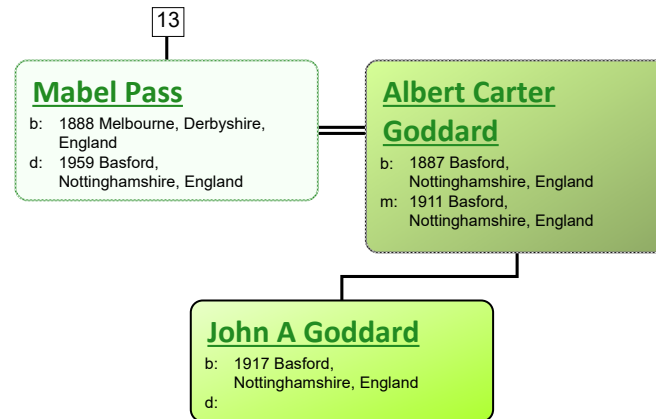 13
Mabel Pass
b: 1888 Melbourne, Derbyshire,
England
d: 1959 Basford,
Nottinghamshire, England
Albert Carter
Goddard
b: 1887 Basford,
Nottinghamshire, England
m: 1911 Basford,
Nottinghamshire, England
John A Goddard
b: 1917 Basford,
Nottinghamshire, England
d: